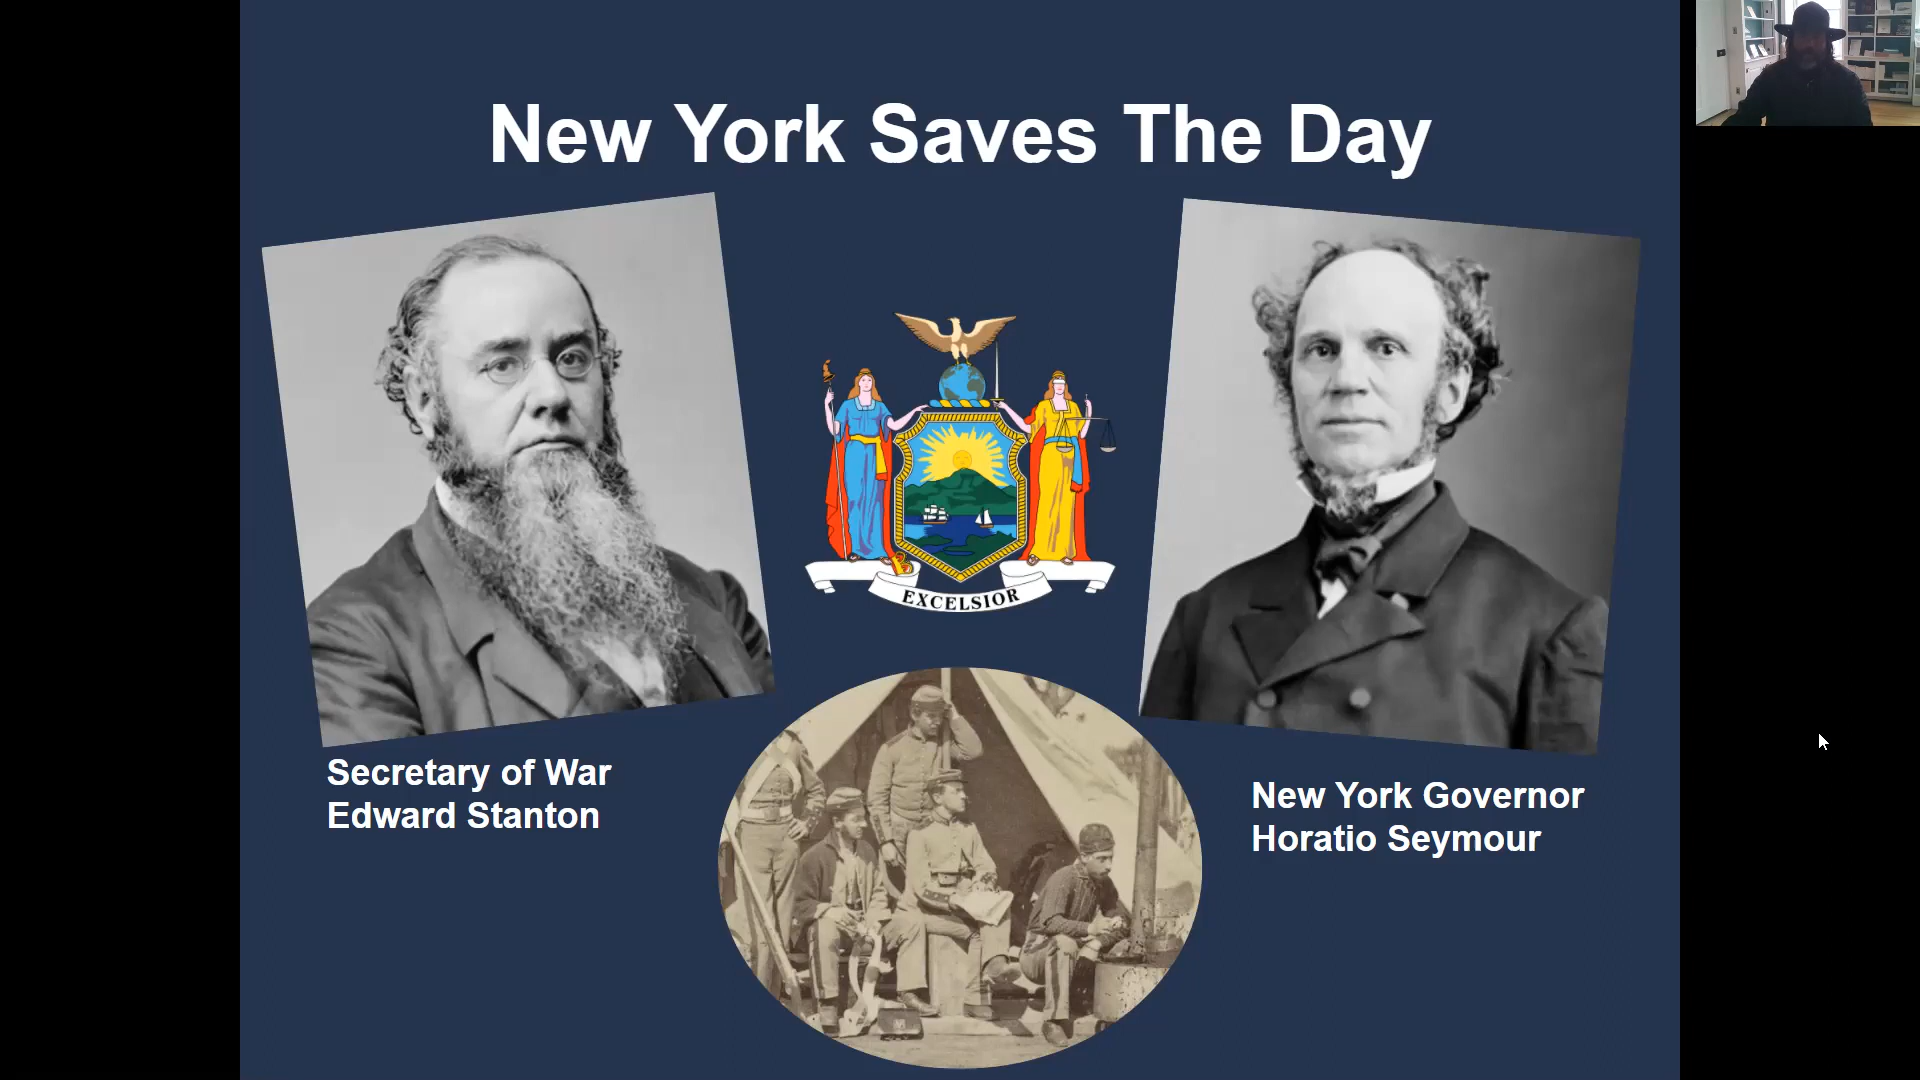 New York Saves The Day
EXCELSIOR
Secretary of War
Edward Stanton
New York Governor
Horatio Seymour